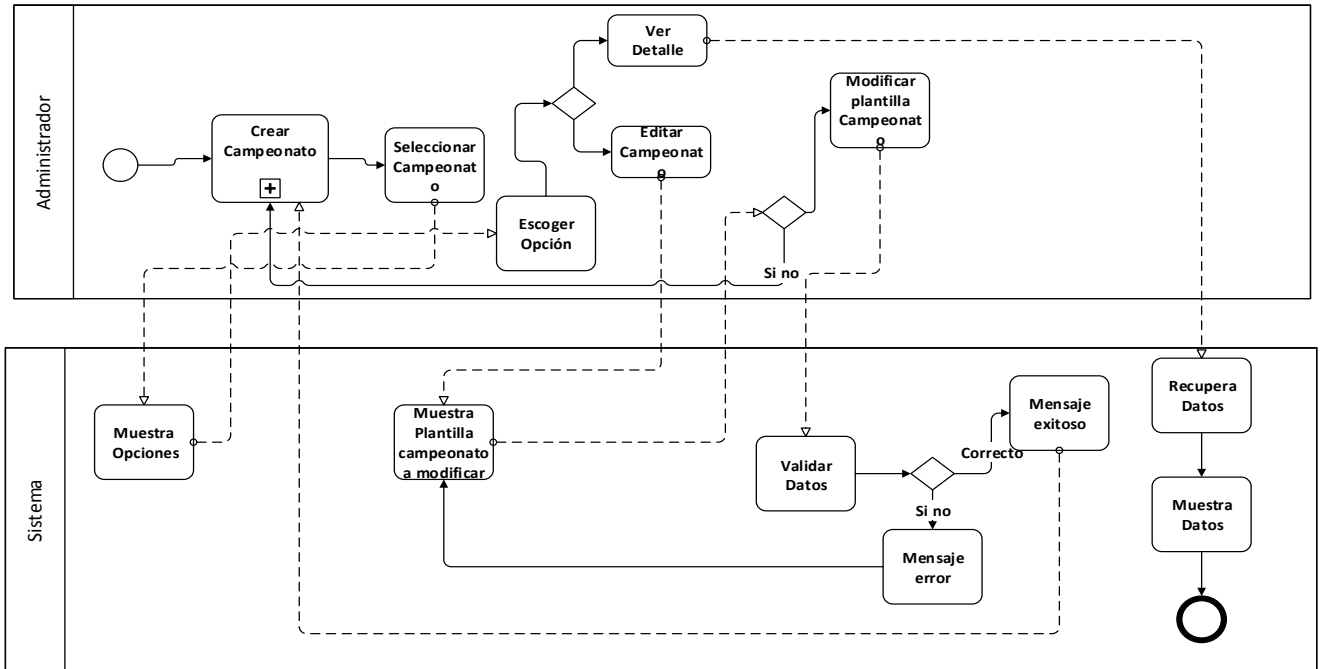 Administrador
Crear
Campeonato
Seleccionar
Campeonat
o
Escoger
Opción
Ver
Detalle
Editar
Campeonat
o
Modificar
plantilla
Campeonat
o
Si no
Sistema
Muestra
Opciones
Muestra
Plantilla
campeonato
a modificar
Validar
Datos
Correcto
Si no
Mensaje
exitoso
Mensaje
error
Recupera
Datos
Muestra
Datos